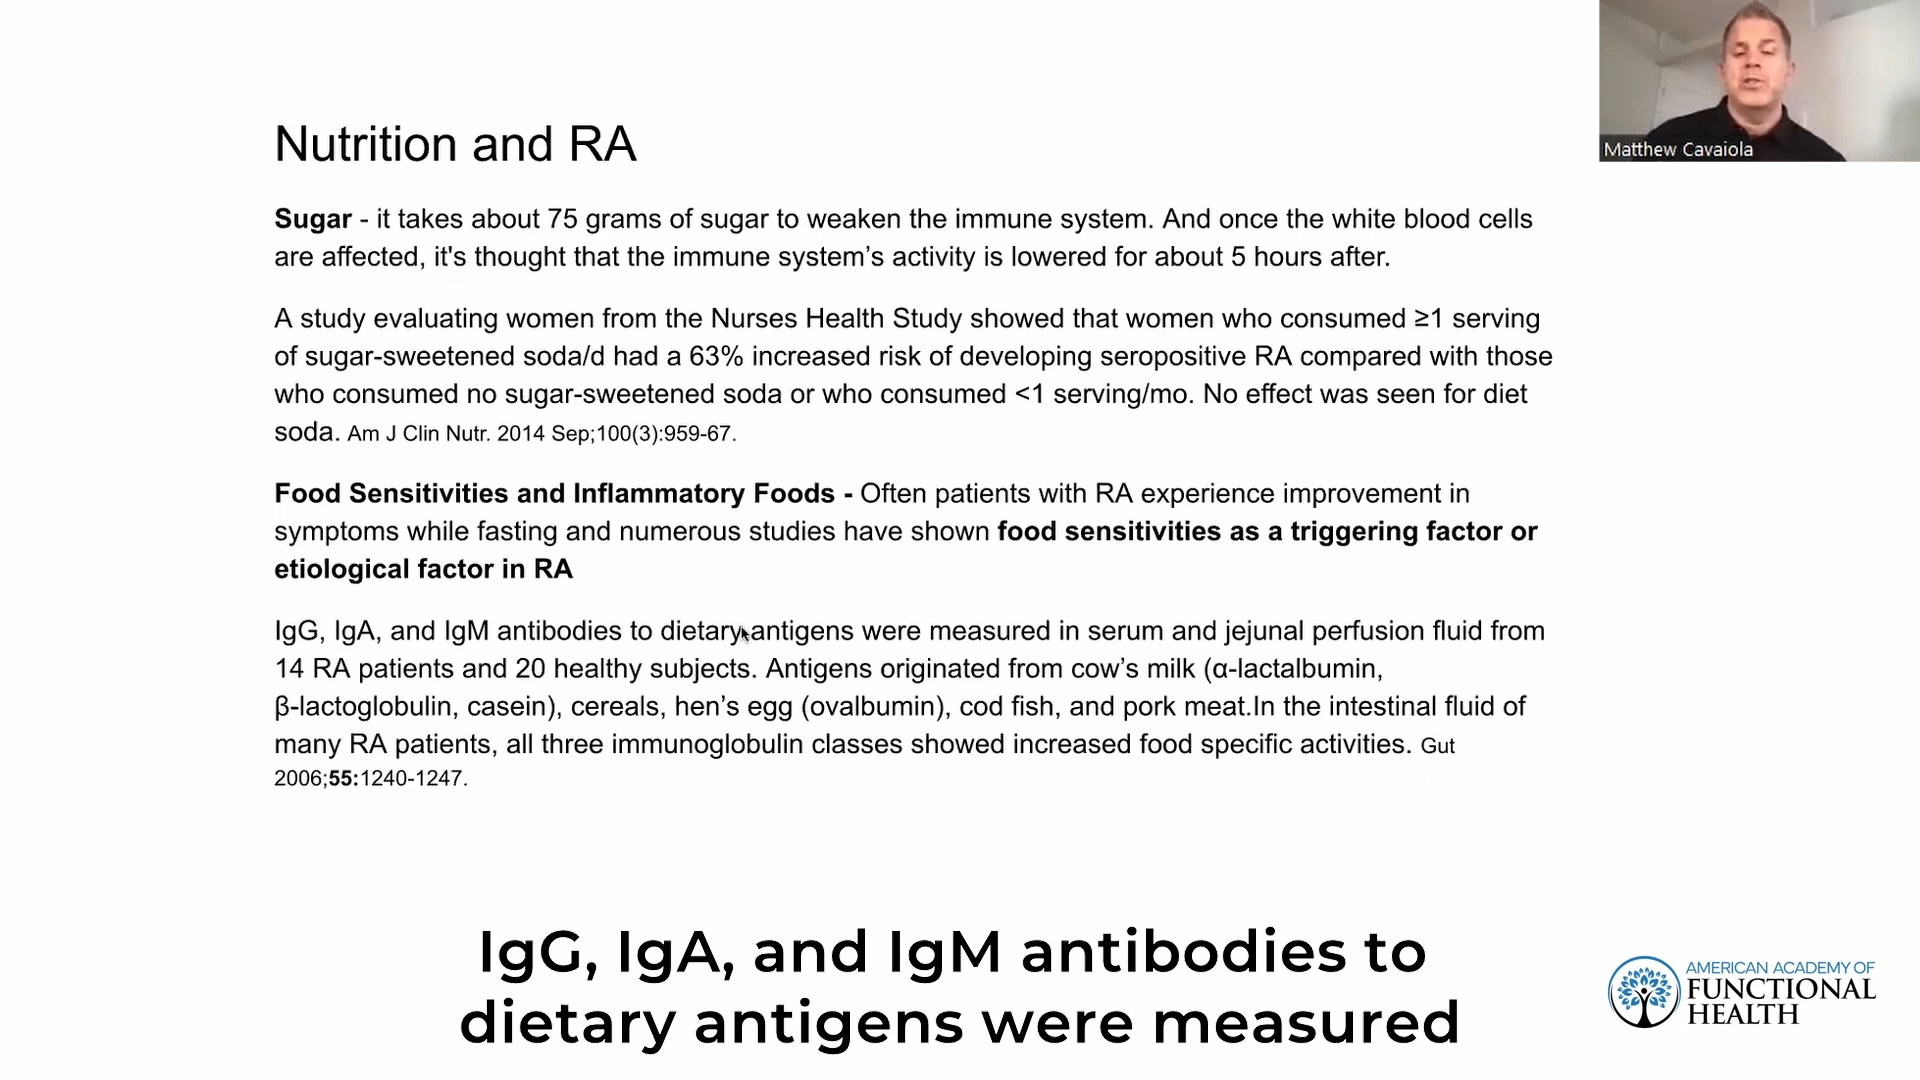 Nutrition and RA
Sugar - it takes about 75 grams of sugar to weaken the immune system. And once the white blood cells
are affected, it's thought that the immune system’s activity is lowered for about 5 hours after.
A study evaluating women from the Nurses Health Study showed that women who consumed ≥1 serving
of sugar-sweetened soda/d had a 63% increased risk of developing seropositive RA compared with those
who consumed no sugar-sweetened soda or who consumed <1 serving/mo. No effect was seen for diet
soda. Am J Clin Nutr. 2014 Sep;100(3):959-67.
Food Sensitivities and Inflammatory Foods - Often patients with RA experience improvement in
symptoms while fasting and numerous studies have shown food sensitivities as a triggering factor or
etiological factor in RA
IgG, IgA, and IgM antibodies to dietary antigens were measured in serum and jejunal perfusion fluid from
14 RA patients and 20 healthy subjects. Antigens originated from cow’s milk (α-lactalbumin,
β-lactoglobulin, casein), cereals, hen’s egg (ovalbumin), cod fish, and pork meat.In the intestinal fluid of
many RA patients, all three immunoglobulin classes showed increased food specific activities. Gut
2006;55:1240-1247.
Matthew Cavaiola
IgG, IgA, and IgM antibodies to
dietary antigens were measured
AMERICAN ACADEMY OF
FUNCTIONAL
HEALTH